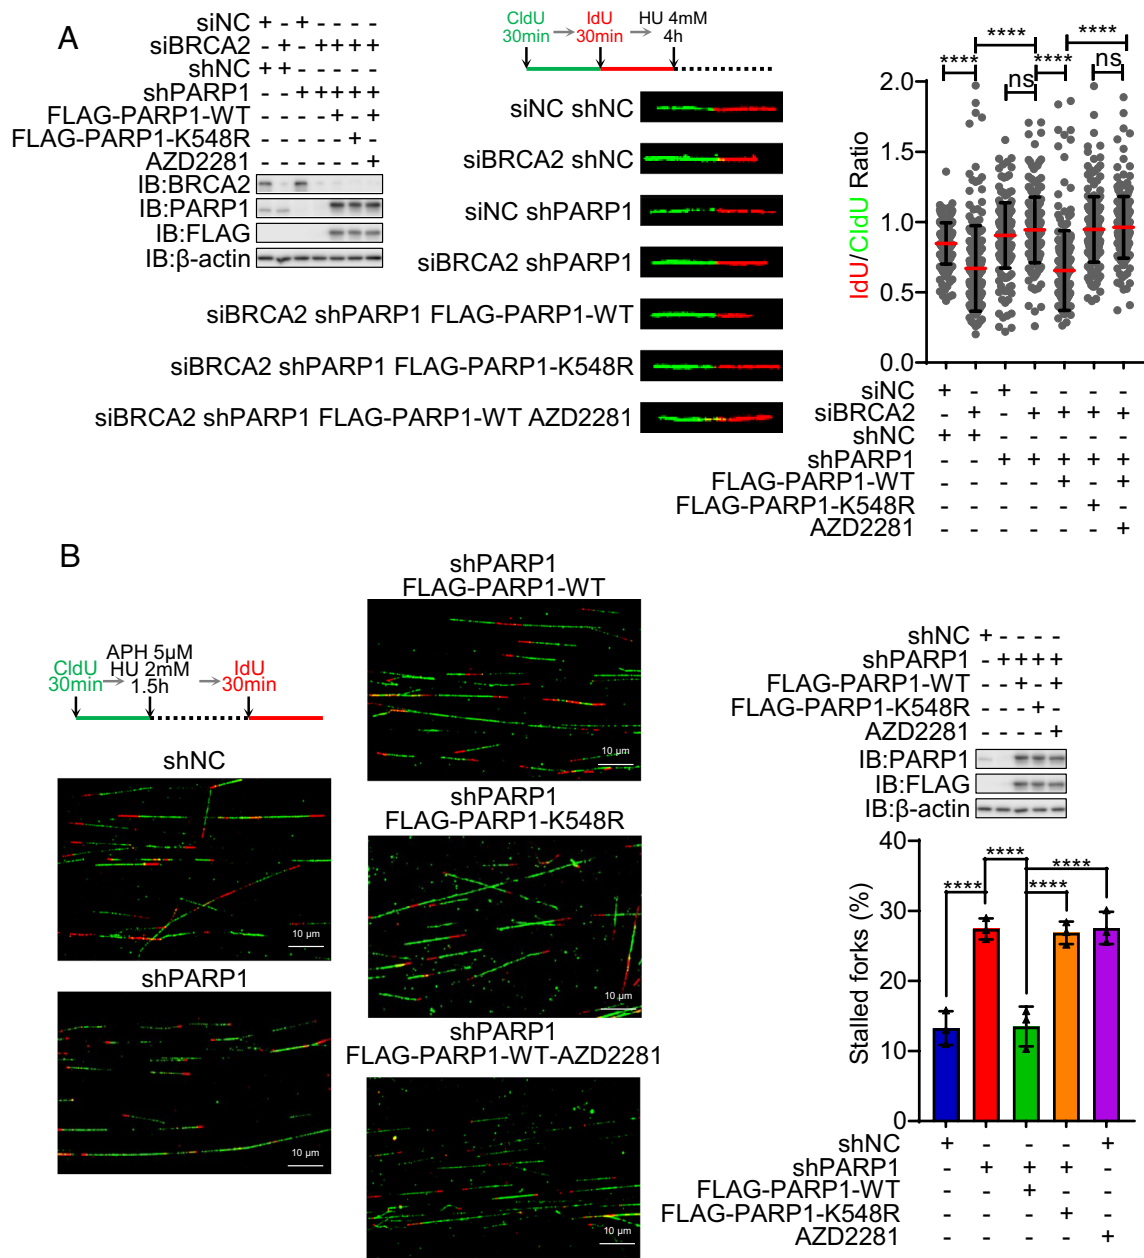 A
siNC + - + - - - -
siBRCA2 - + - + + + +
shNC + + - - - - -
shPARP1 - - + + + + +
FLAG-PARP1-WT - - - - + - +
FLAG-PARP1-K548R - - - - - + -
AZD2281 - - - - - - +
IB:BRCA2
IB:PARP1
IB:FLAG
IB:β-actin
CldU IdU HU 4mM
30min 30min 4h
siNC shNC
siBRCA2 shNC
siNC shPARP1
siBRCA2 shPARP1
siBRCA2 shPARP1 FLAG-PARP1-WT
siBRCA2 shPARP1 FLAG-PARP1-K548R
siBRCA2 shPARP1 FLAG-PARP1-WT AZD2281
**** ****
**** ns **** ns
IdU/CldU Ratio
2.0
1.5
1.0
0.5
0.0
siNC + - + - - - -
siBRCA2 - + - + + + +
shNC + + - - - - -
shPARP1 - - + + + + +
FLAG-PARP1-WT - - - - + - +
FLAG-PARP1-K548R - - - - - + -
AZD2281 - - - - - - +
B
CldU
30min
APH 5μM
HU 2mM
1.5h
IdU
30min
shNC
10 μm
shPARP1
10 μm
shPARP1
FLAG-PARP1-WT
10 μm
shPARP1
FLAG-PARP1-K548R
10 μm
shPARP1
FLAG-PARP1-WT-AZD2281
10 μm
shNC + - - - -
shPARP1 - + + + +
FLAG-PARP1-WT - - + - +
FLAG-PARP1-K548R - - - + -
AZD2281 - - - - +
IB:PARP1
IB:FLAG
IB:β-actin
Stalled forks (%)
40
30
20
10
0
****
**** **** ****
shNC + - - - +
shPARP1 - + + + -
FLAG-PARP1-WT - - + - -
FLAG-PARP1-K548R - - - + -
AZD2281 - - - - +